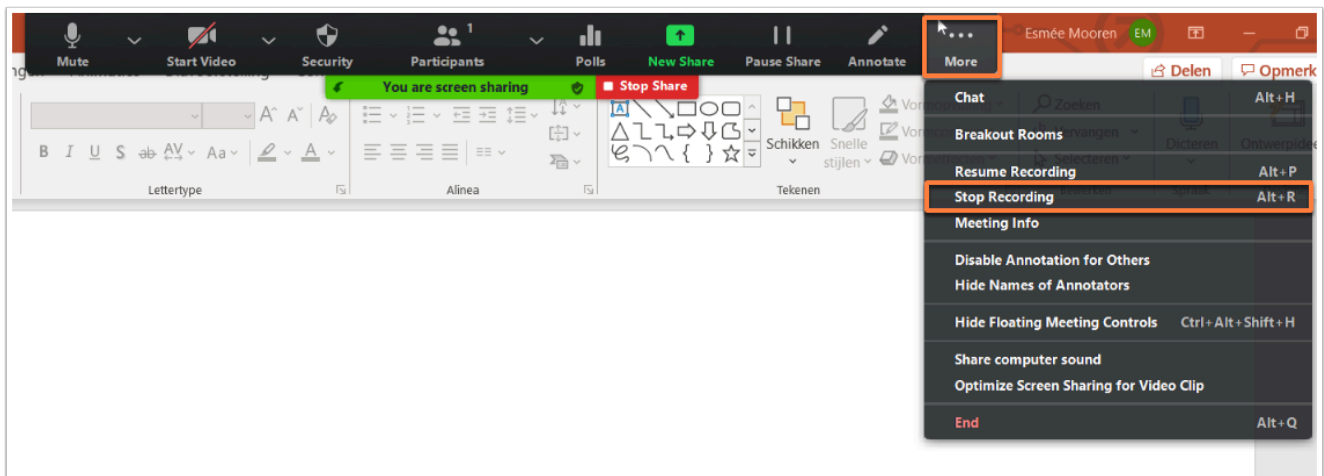 Esmée Mooren EM
1
Mute Start Video Security Participants Polls New Share Pause Share Annotate More
You are screen sharing Stop Share
Delen Opmerk
Chat Alt+H
Zoeken
Breakout Rooms
Dicteren Ontwerpidee
Resume Recording Alt+P
Stop Recording Alt+R
Meeting Info
Disable Annotation for Others
Hide Names of Annotators
Hide Floating Meeting Controls Ctrl+Alt+Shift+H
Share computer sound
Optimize Screen Sharing for Video Clip
End Alt+Q
A A A
B I U S ab AV Aa A
Schikken Snelle
stijlen
Lettertype Alinea Tekenen